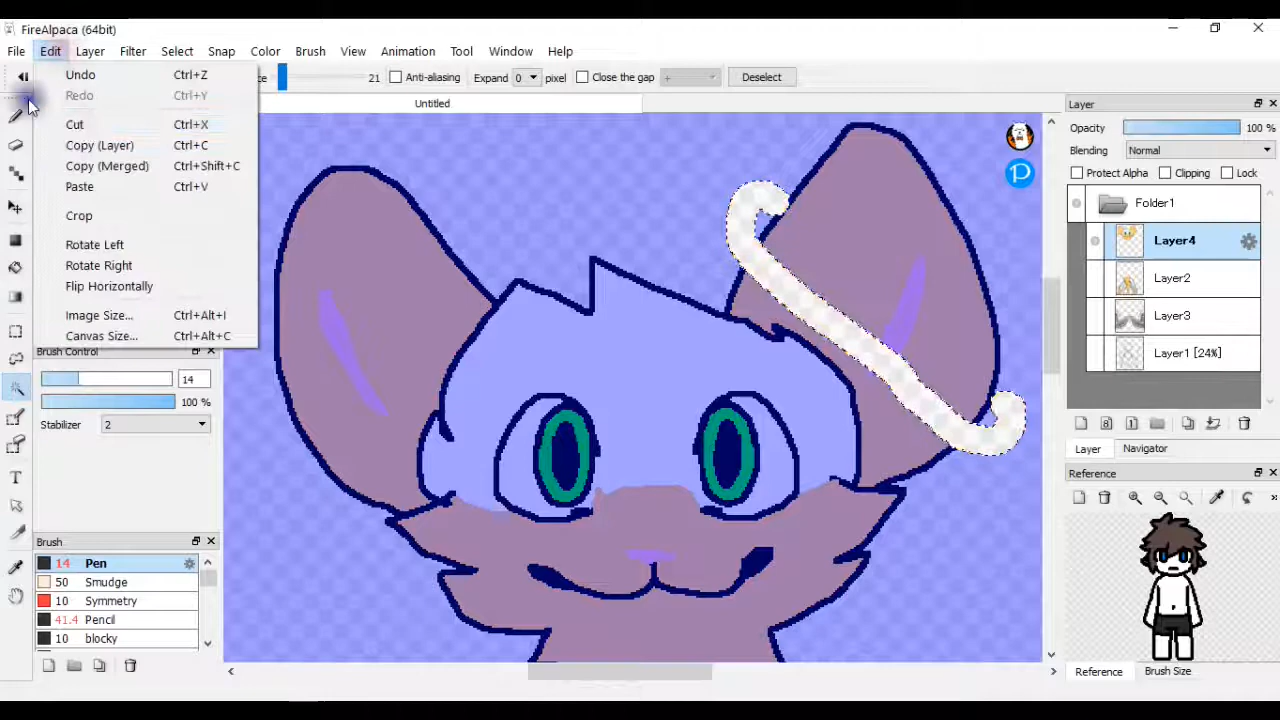 FireAlpaca (64bit)
File Edit Layer Filter Select Snap Color Brush View Animation Tool Window Help
21 Anti-aliasing Expand 0 pixel Close the gap + Deselect
Untitled
Undo Ctrl+Z
Redo Ctrl+Y
Cut Ctrl+X
Copy (Layer) Ctrl+C
Copy (Merged) Ctrl+Shift+C
Paste Ctrl+V
Crop
Rotate Left
Rotate Right
Flip Horizontally
Image Size... Ctrl+Alt+I
Canvas Size... Ctrl+Alt+C
Brush Control
14
100 %
Stabilizer 2
Brush
14 Pen
50 Smudge
10 Symmetry
41.4 Pencil
10 blocky
Layer
Opacity 100 %
Blending Normal
Protect Alpha Clipping Lock
Folder1
Layer4
Layer2
Layer3
Layer1 [24%]
Layer Navigator
Reference
Reference Brush Size